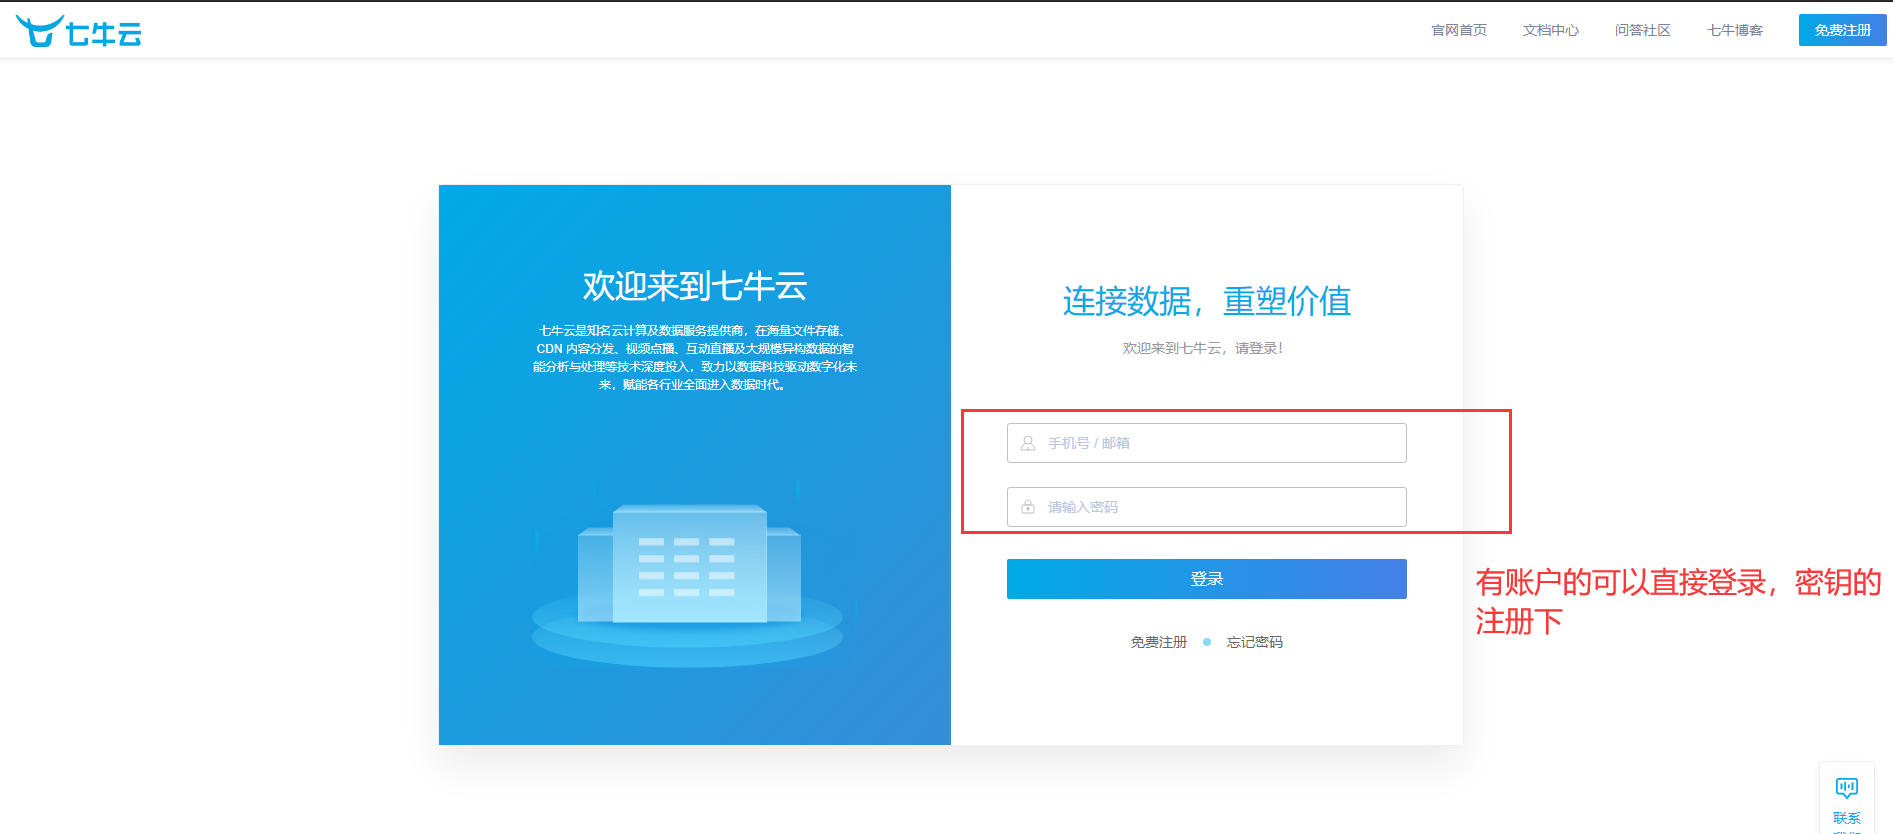 七牛云
官网首页 文档中心 问答社区 七牛博客 免费注册
欢迎来到七牛云
七牛云是知名云计算及数据服务提供商，在海量文件存储、
CDN 内容分发、视频点播、互动直播及大规模异构数据的智
能分析与处理等技术深度投入，致力以数据科技驱动数字化未
来，赋能各行业全面进入数据时代。
连接数据，重塑价值
欢迎来到七牛云，请登录！
手机号 / 邮箱
请输入密码
登录
免费注册 忘记密码
有账户的可以直接登录，密钥的
注册下
联系